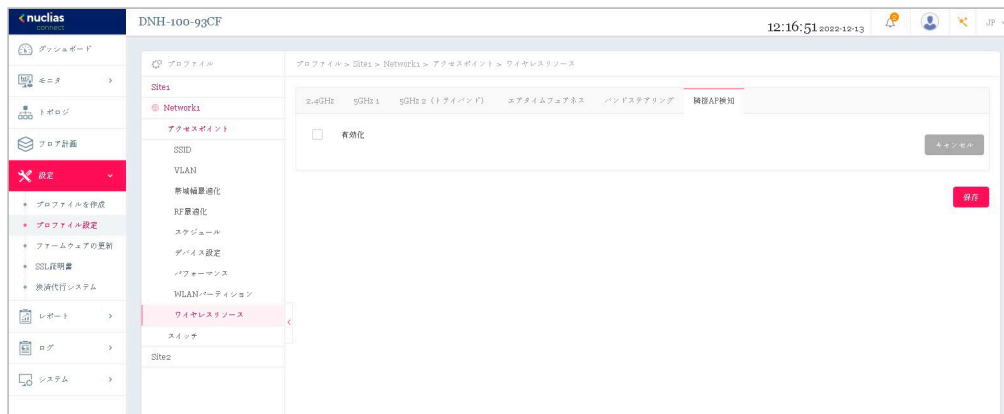 nuclias
connect
DNH-100-93CF
12:16:51 2022-12-13
2
JP
ダッシュボード
モニタ
トポロジ
フロア計画
設定
プロファイルを作成
プロファイル設定
ファームウェアの更新
SSL証明書
決済代行システム
レポート
ログ
システム
プロファイル
Site1
Network1
アクセスポイント
SSID
VLAN
帯域幅最適化
RF最適化
スケジュール
デバイス設定
パフォーマンス
WLANパーティション
ワイヤレスリソース
スイッチ
Site2
プロファイル > Site1 > Network1 > アクセスポイント > ワイヤレスリソース
2.4GHz 5GHz 1 5GHz 2 (トライバンド) エアタイムフェアネス バンドステアリング 隣接AP検知
有効化
キャンセル
保存